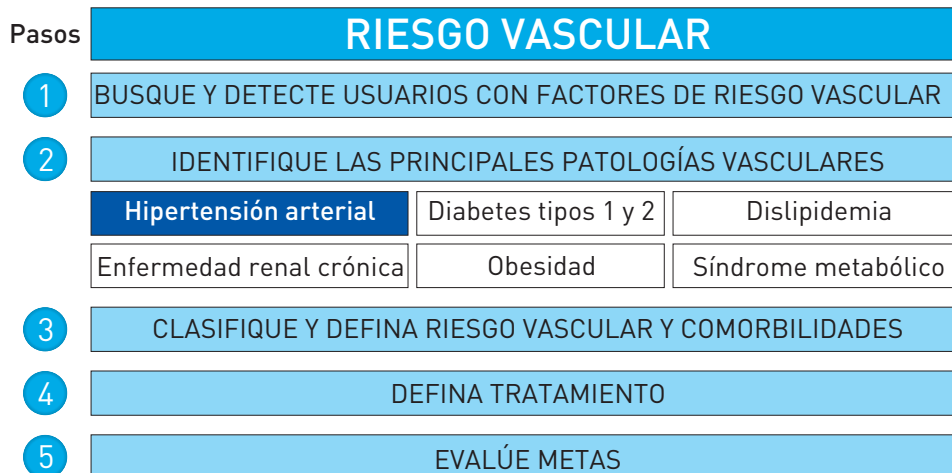 Pasos
RIESGO VASCULAR
1
BUSQUE Y DETECTE USUARIOS CON FACTORES DE RIESGO VASCULAR
2
IDENTIFIQUE LAS PRINCIPALES PATOLOGÍAS VASCULARES
Hipertensión arterial
Diabetes tipos 1 y 2
Dislipidemia
Enfermedad renal crónica
Obesidad
Síndrome metabólico
3
CLASIFIQUE Y DEFINA RIESGO VASCULAR Y COMORBILIDADES
4
DEFINA TRATAMIENTO
5
EVALÚE METAS